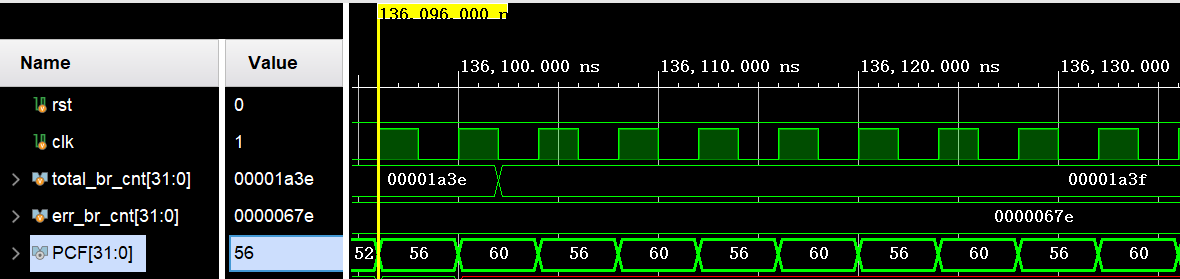 136,096.000 n
Name Value
136,100.000 ns 136,110.000 ns 136,120.000 ns 136,130.000
rst 0
clk 1
total_br_cnt[31:0] 00001a3e 00001a3e 00001a3f
err_br_cnt[31:0] 0000067e 0000067e
PCF[31:0] 56 52 56 60 56 60 56 60 56 60 56 60